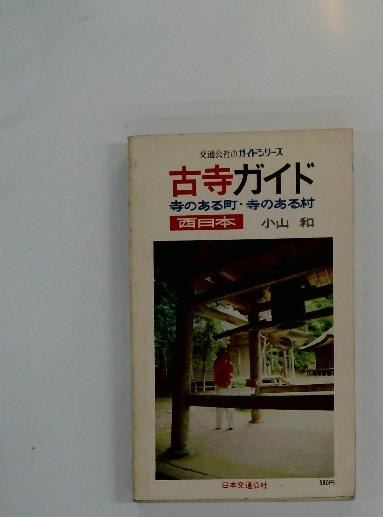 交通公社のガイドシリーズ
古寺ガイド
寺のある町・寺のある村
西日本 小山 和
日本交通公社 580円